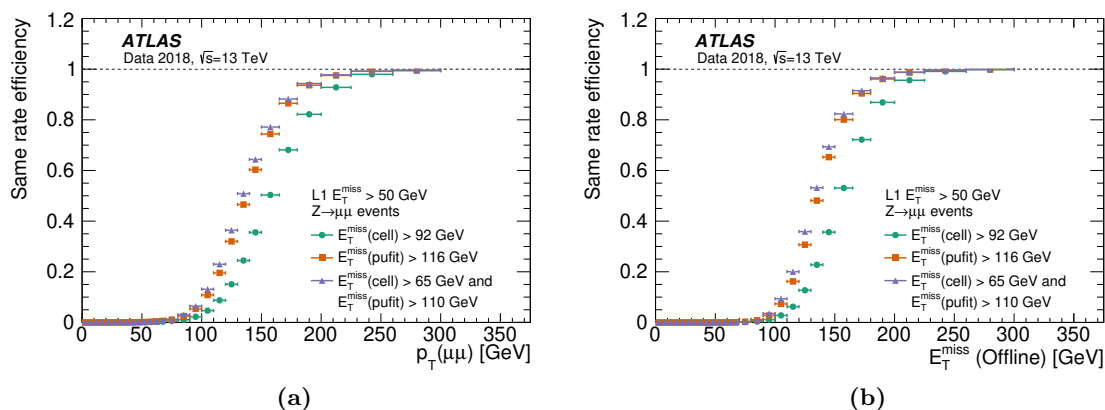 ATLAS
Data 2018, √s=13 TeV
Same rate efficiency
1.2
1
0.8
0.6
0.4
0.2
0
L1 E_T^miss > 50 GeV
Z→μμ events
E_T^miss(cell) > 92 GeV
E_T^miss(pufit) > 116 GeV
E_T^miss(cell) > 65 GeV and
E_T^miss(pufit) > 110 GeV
0 50 100 150 200 250 300 350
p_T(μμ) [GeV]
(a)
ATLAS
Data 2018, √s=13 TeV
Same rate efficiency
1.2
1
0.8
0.6
0.4
0.2
0
L1 E_T^miss > 50 GeV
Z→μμ events
E_T^miss(cell) > 92 GeV
E_T^miss(pufit) > 116 GeV
E_T^miss(cell) > 65 GeV and
E_T^miss(pufit) > 110 GeV
0 50 100 150 200 250 300 350
E_T^miss (Offline) [GeV]
(b)